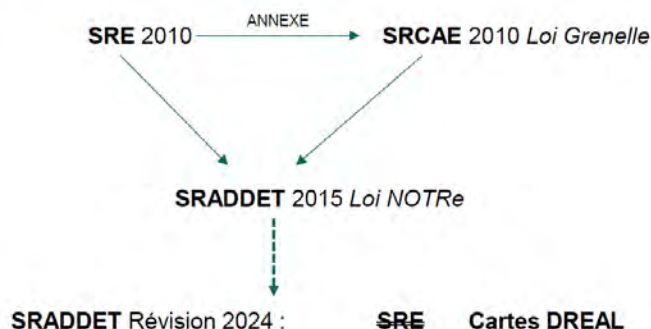 ANNEXE
SRE 2010 SRCAE 2010 Loi Grenelle
SRADDET 2015 Loi NOTRe
SRADDET Révision 2024 : SRE Cartes DREAL